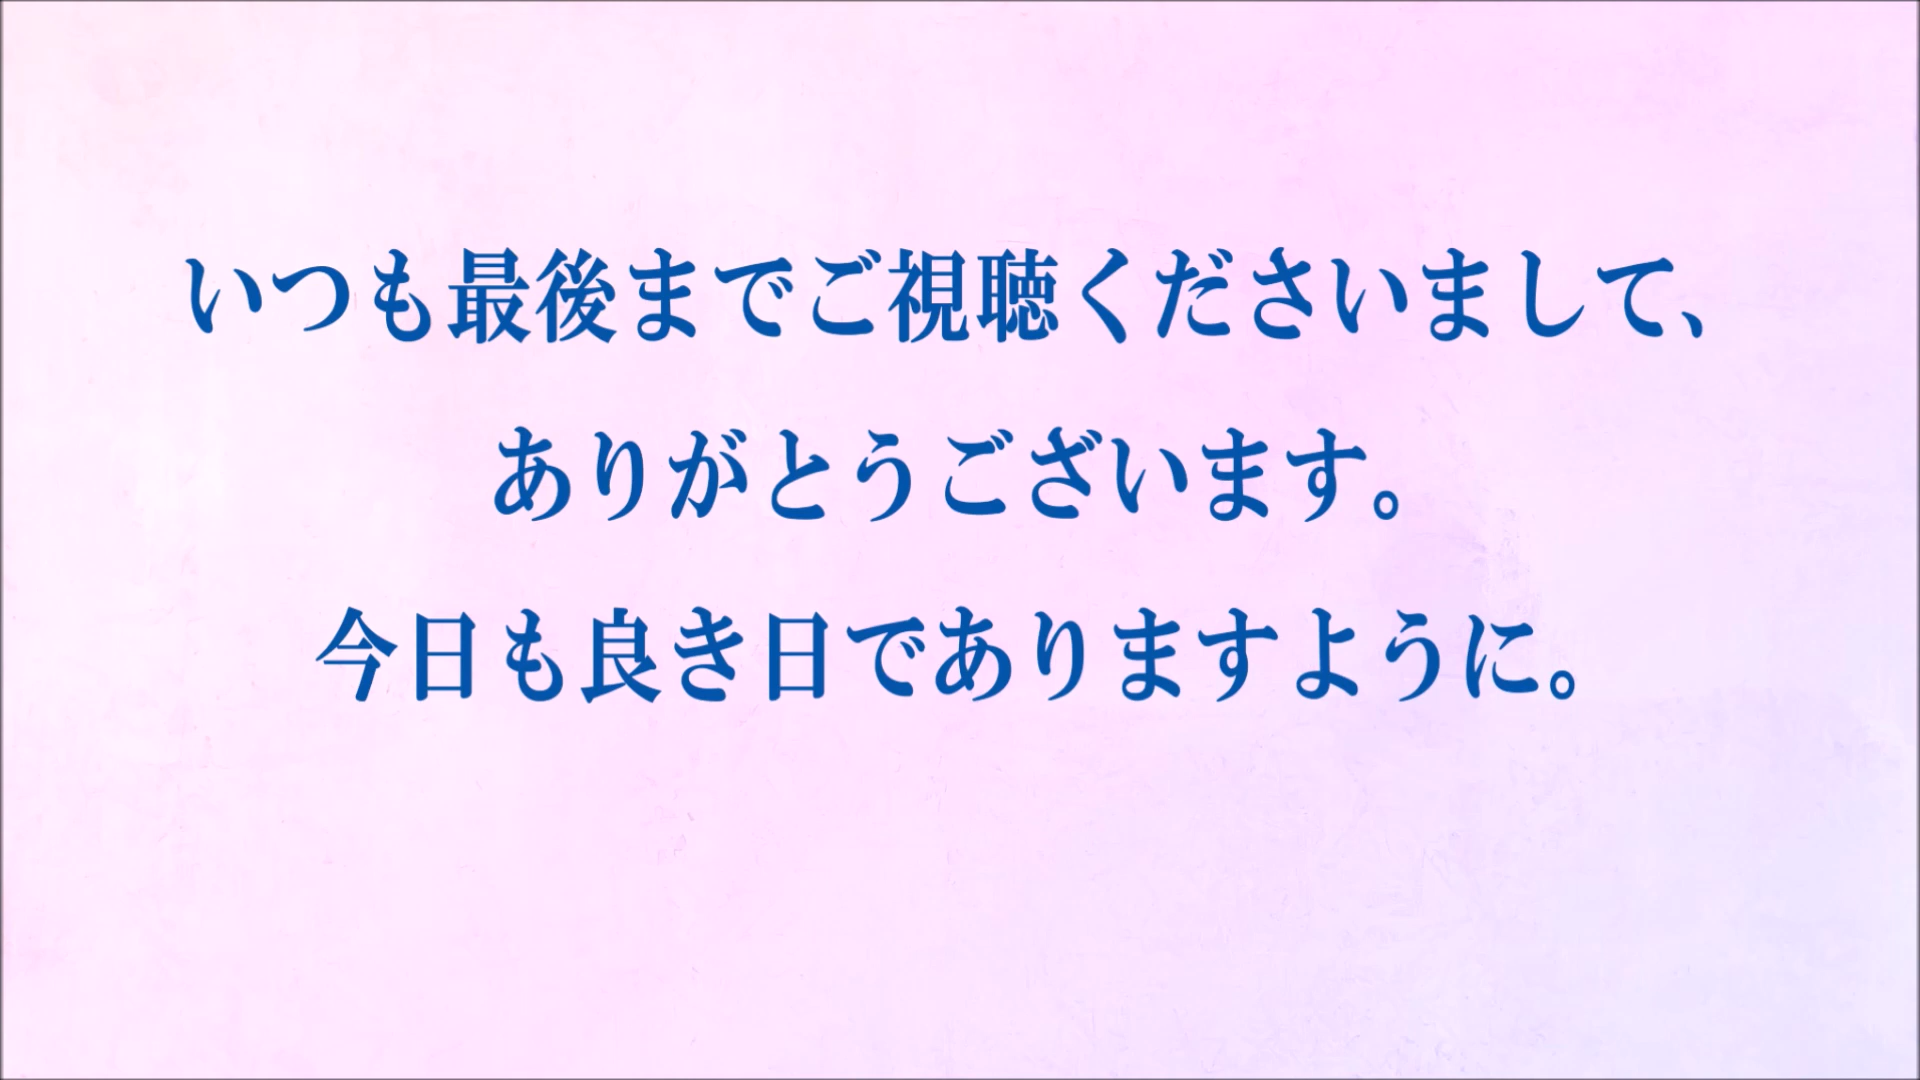 いつも最後までご視聴くださいまして、
ありがとうございます。
今日も良き日でありますように。